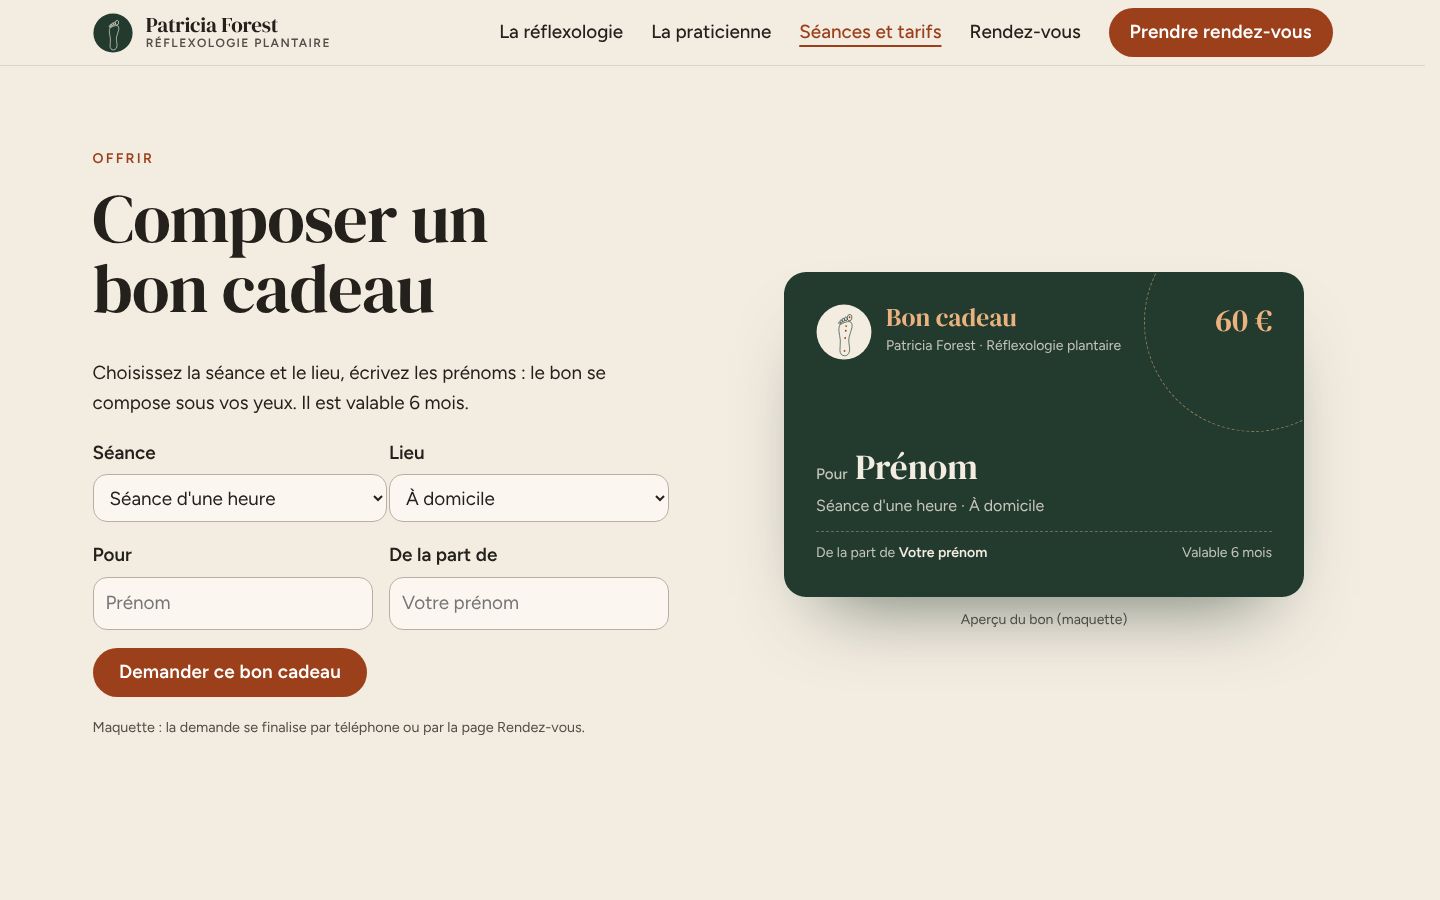 Patricia Forest
RÉFLEXOLOGIE PLANTAIRE
La réflexologie
La praticienne
Séances et tarifs
Rendez-vous
Prendre rendez-vous
OFFRIR
Composer un
bon cadeau
Choisissez la séance et le lieu, écrivez les prénoms : le bon se
compose sous vos yeux. Il est valable 6 mois.
Séance
Lieu
Séance d'une heure
À domicile
Pour
De la part de
Prénom
Votre prénom
Demander ce bon cadeau
Maquette : la demande se finalise par téléphone ou par la page Rendez-vous.
Bon cadeau
60 €
Patricia Forest · Réflexologie plantaire
Pour Prénom
Séance d'une heure · À domicile
De la part de Votre prénom
Valable 6 mois
Aperçu du bon (maquette)